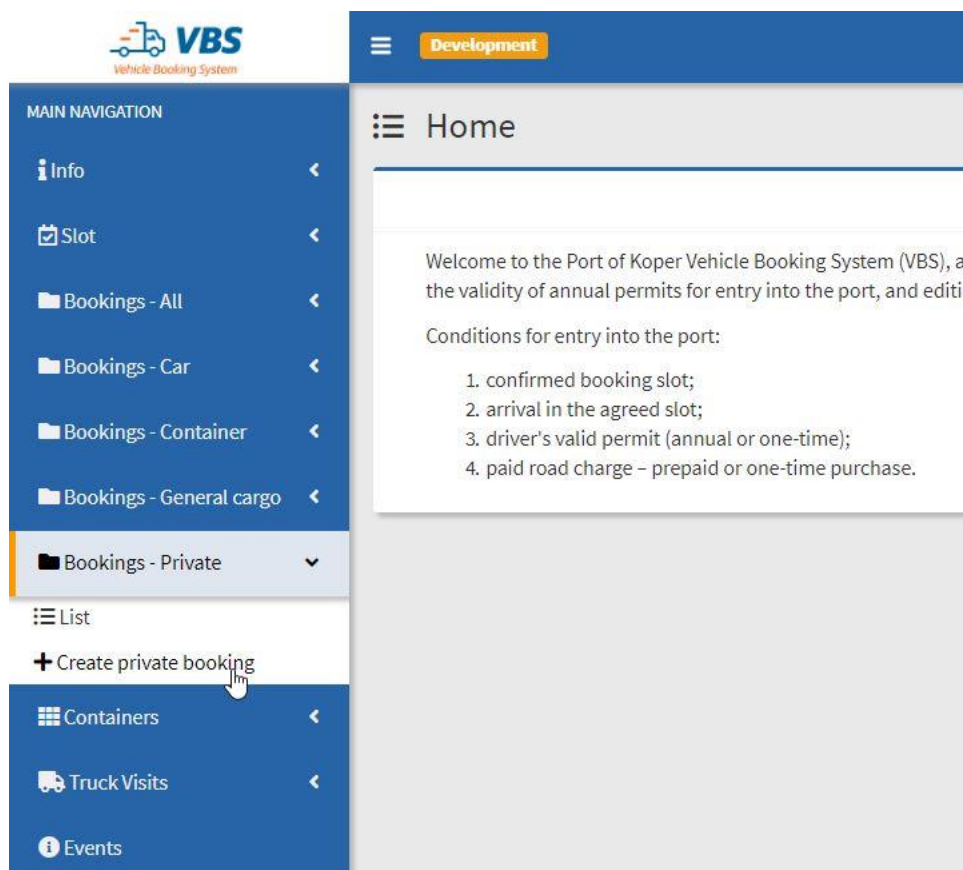 VBS
Vehicle Booking System
Development
MAIN NAVIGATION
Info
Slot
Bookings - All
Bookings - Car
Bookings - Container
Bookings - General cargo
Bookings - Private
List
Create private booking
Containers
Truck Visits
Events
Home
Welcome to the Port of Koper Vehicle Booking System (VBS), a
the validity of annual permits for entry into the port, and editi
Conditions for entry into the port:
1. confirmed booking slot;
2. arrival in the agreed slot;
3. driver's valid permit (annual or one-time);
4. paid road charge – prepaid or one-time purchase.